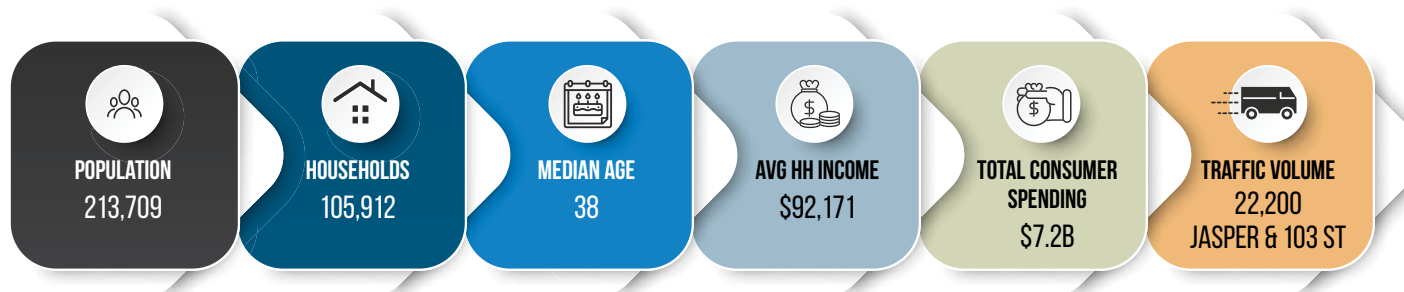 POPULATION
213,709
HOUSEHOLDS
105,912
MEDIAN AGE
38
AVG HH INCOME
$92,171
TOTAL CONSUMER
SPENDING
$7.2B
TRAFFIC VOLUME
22,200
JASPER & 103 ST